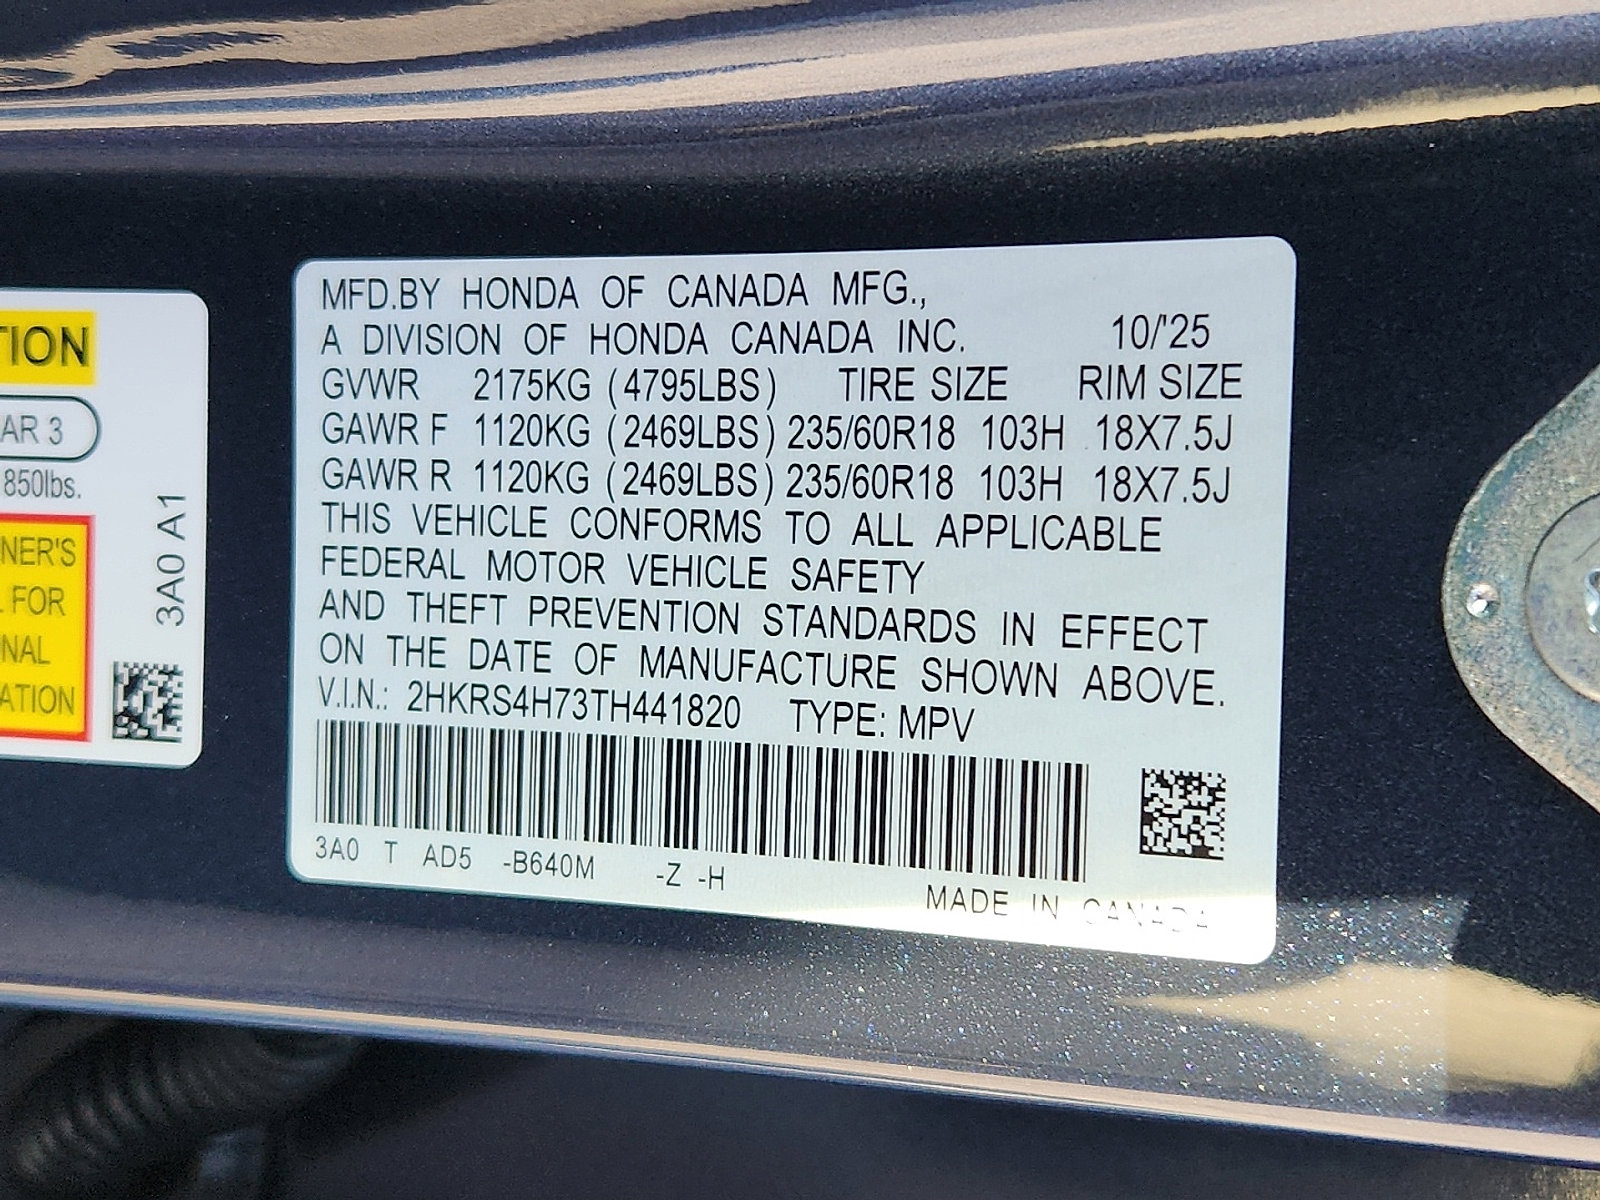 TION
AR 3
850lbs.
NER'S
FOR
NAL
ATION
3A0 A1
MFD.BY HONDA OF CANADA MFG.,
A DIVISION OF HONDA CANADA INC. 10/'25
GVWR 2175KG (4795LBS) TIRE SIZE RIM SIZE
GAWR F 1120KG (2469LBS) 235/60R18 103H 18X7.5J
GAWR R 1120KG (2469LBS) 235/60R18 103H 18X7.5J
THIS VEHICLE CONFORMS TO ALL APPLICABLE
FEDERAL MOTOR VEHICLE SAFETY
AND THEFT PREVENTION STANDARDS IN EFFECT
ON THE DATE OF MANUFACTURE SHOWN ABOVE.
V.I.N.: 2HKRS4H73TH441820 TYPE: MPV
3A0 T AD5 -B640M -Z -H
MADE IN CANADA